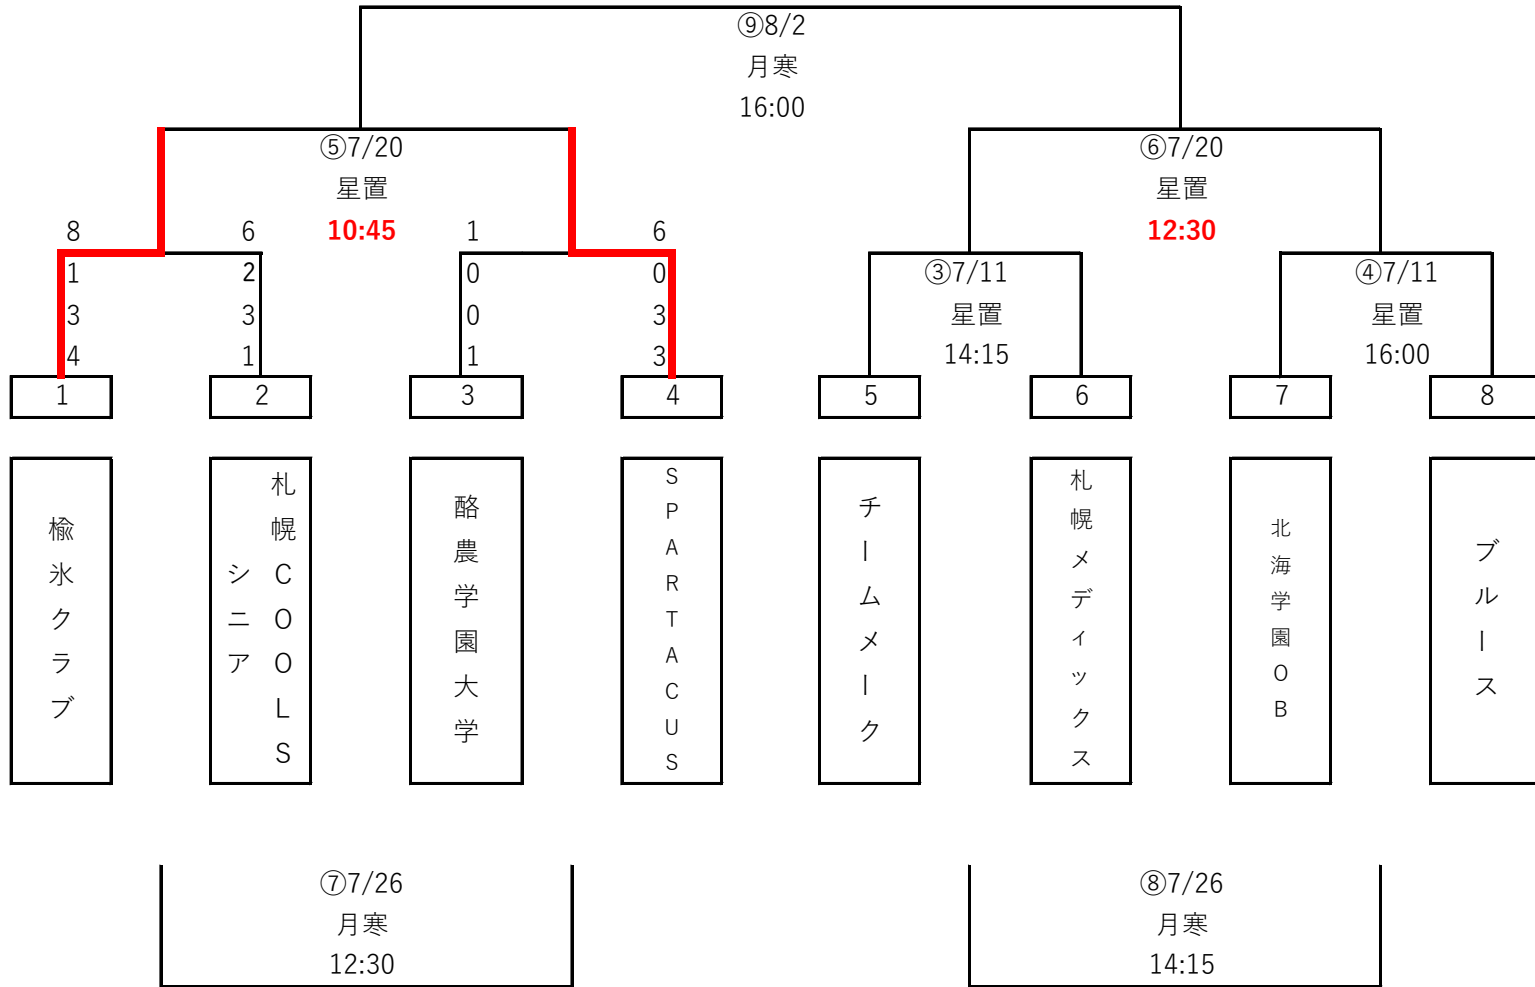 ⑨8/2
月寒
16:00
⑤7/20
星置
10:45
⑥7/20
星置
12:30
8
1
3
4
6
2
3
1
1
0
0
1
6
0
3
3
③7/11
星置
14:15
④7/11
星置
16:00
1
2
3
4
5
6
7
8
楡氷クラブ
札幌COOLS
シニア
酪農学園大学
SPARTACUS
チームメーク
札幌メディックス
北海学園OB
ブルース
⑦7/26
月寒
12:30
⑧7/26
月寒
14:15